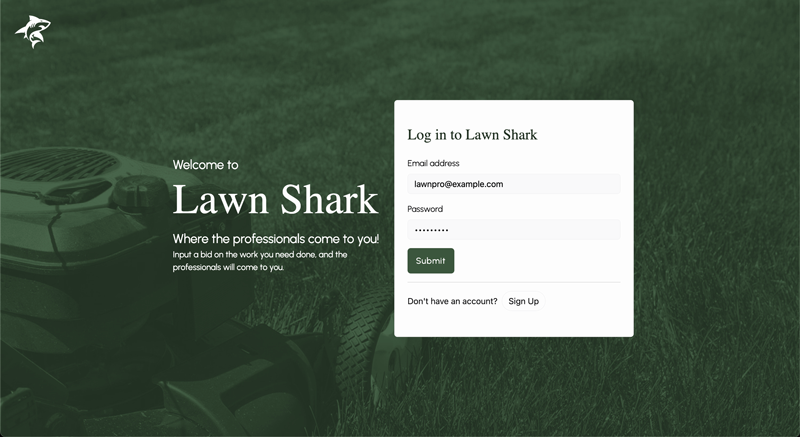 Welcome to
Lawn Shark
Where the professionals come to you!
Input a bid on the work you need done, and the
professionals will come to you.
Log in to Lawn Shark
Email address
lawnpro@example.com
Password
•••••••••
Submit
Don't have an account? Sign Up